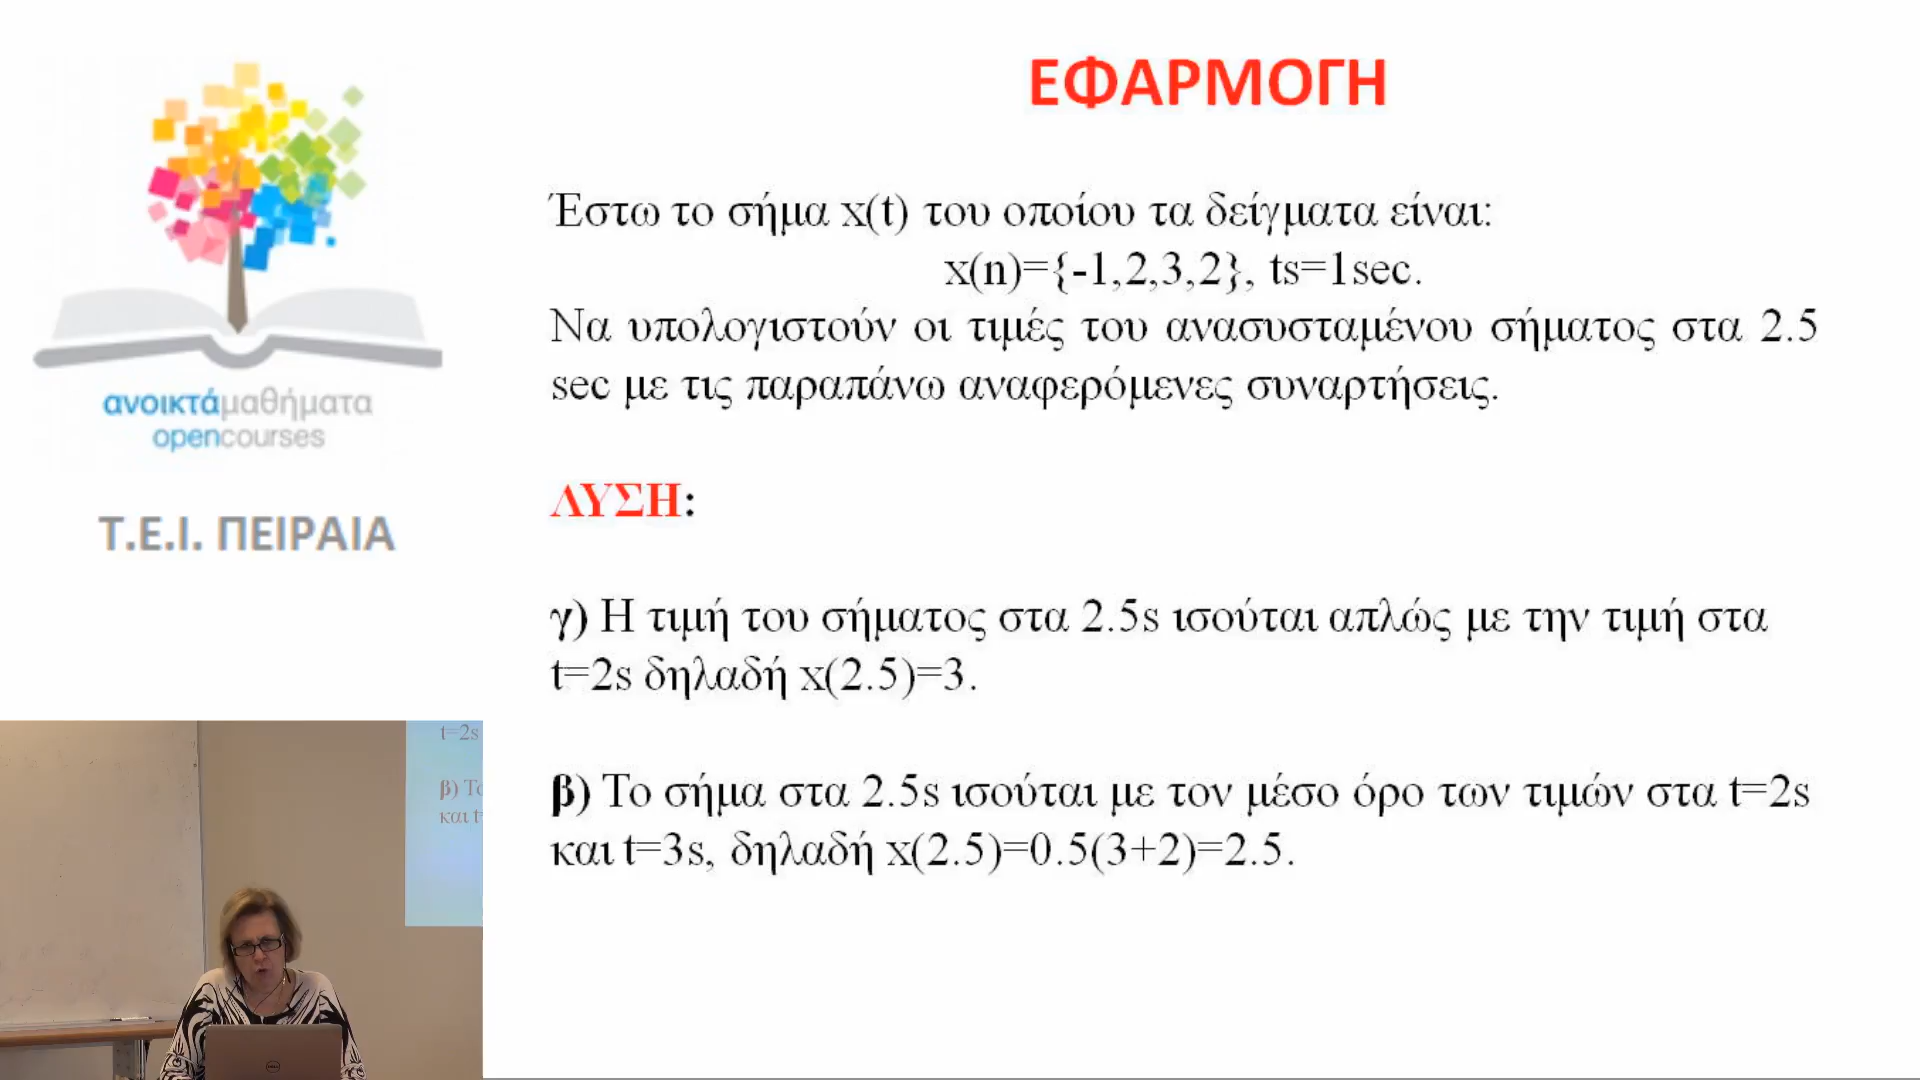 ΕΦΑΡΜΟΓΗ
Έστω το σήμα x(t) του οποίου τα δείγματα είναι:
x(n)={-1,2,3,2}, ts=1sec.
Να υπολογιστούν οι τιμές του ανασυσταμένου σήματος στα 2.5
sec με τις παραπάνω αναφερόμενες συναρτήσεις.
ΛΥΣΗ:
γ) Η τιμή του σήματος στα 2.5s ισούται απλώς με την τιμή στα
t=2s δηλαδή x(2.5)=3.
β) Το σήμα στα 2.5s ισούται με τον μέσο όρο των τιμών στα t=2s
και t=3s, δηλαδή x(2.5)=0.5(3+2)=2.5.
ανοικτάμαθήματα
opencourses
Τ.Ε.Ι. ΠΕΙΡΑΙΑ
t=2s
β) Το
και t